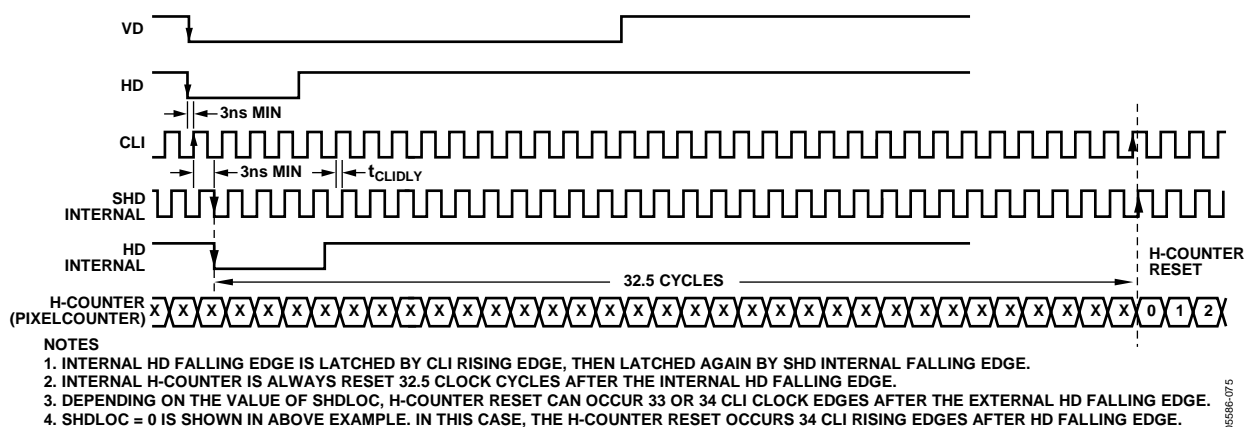 VD
HD
3ns MIN
CLI
3ns MIN
tCLIDLY
SHD
INTERNAL
HD
INTERNAL
H-COUNTER
RESET
32.5 CYCLES
H-COUNTER
(PIXELCOUNTER)
X X X X X X X X X X X X X X X X X X X X X X X X X X X X X X X X X X X 0 1 2
NOTES
1. INTERNAL HD FALLING EDGE IS LATCHED BY CLI RISING EDGE, THEN LATCHED AGAIN BY SHD INTERNAL FALLING EDGE.
2. INTERNAL H-COUNTER IS ALWAYS RESET 32.5 CLOCK CYCLES AFTER THE INTERNAL HD FALLING EDGE.
3. DEPENDING ON THE VALUE OF SHDLOC, H-COUNTER RESET CAN OCCUR 33 OR 34 CLI CLOCK EDGES AFTER THE EXTERNAL HD FALLING EDGE.
4. SHDLOC = 0 IS SHOWN IN ABOVE EXAMPLE. IN THIS CASE, THE H-COUNTER RESET OCCURS 34 CLI RISING EDGES AFTER HD FALLING EDGE.
05586-075